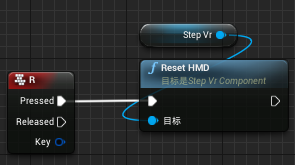 Step Vr
Reset HMD
目标是Step Vr Component
目标
R
Pressed
Released
Key